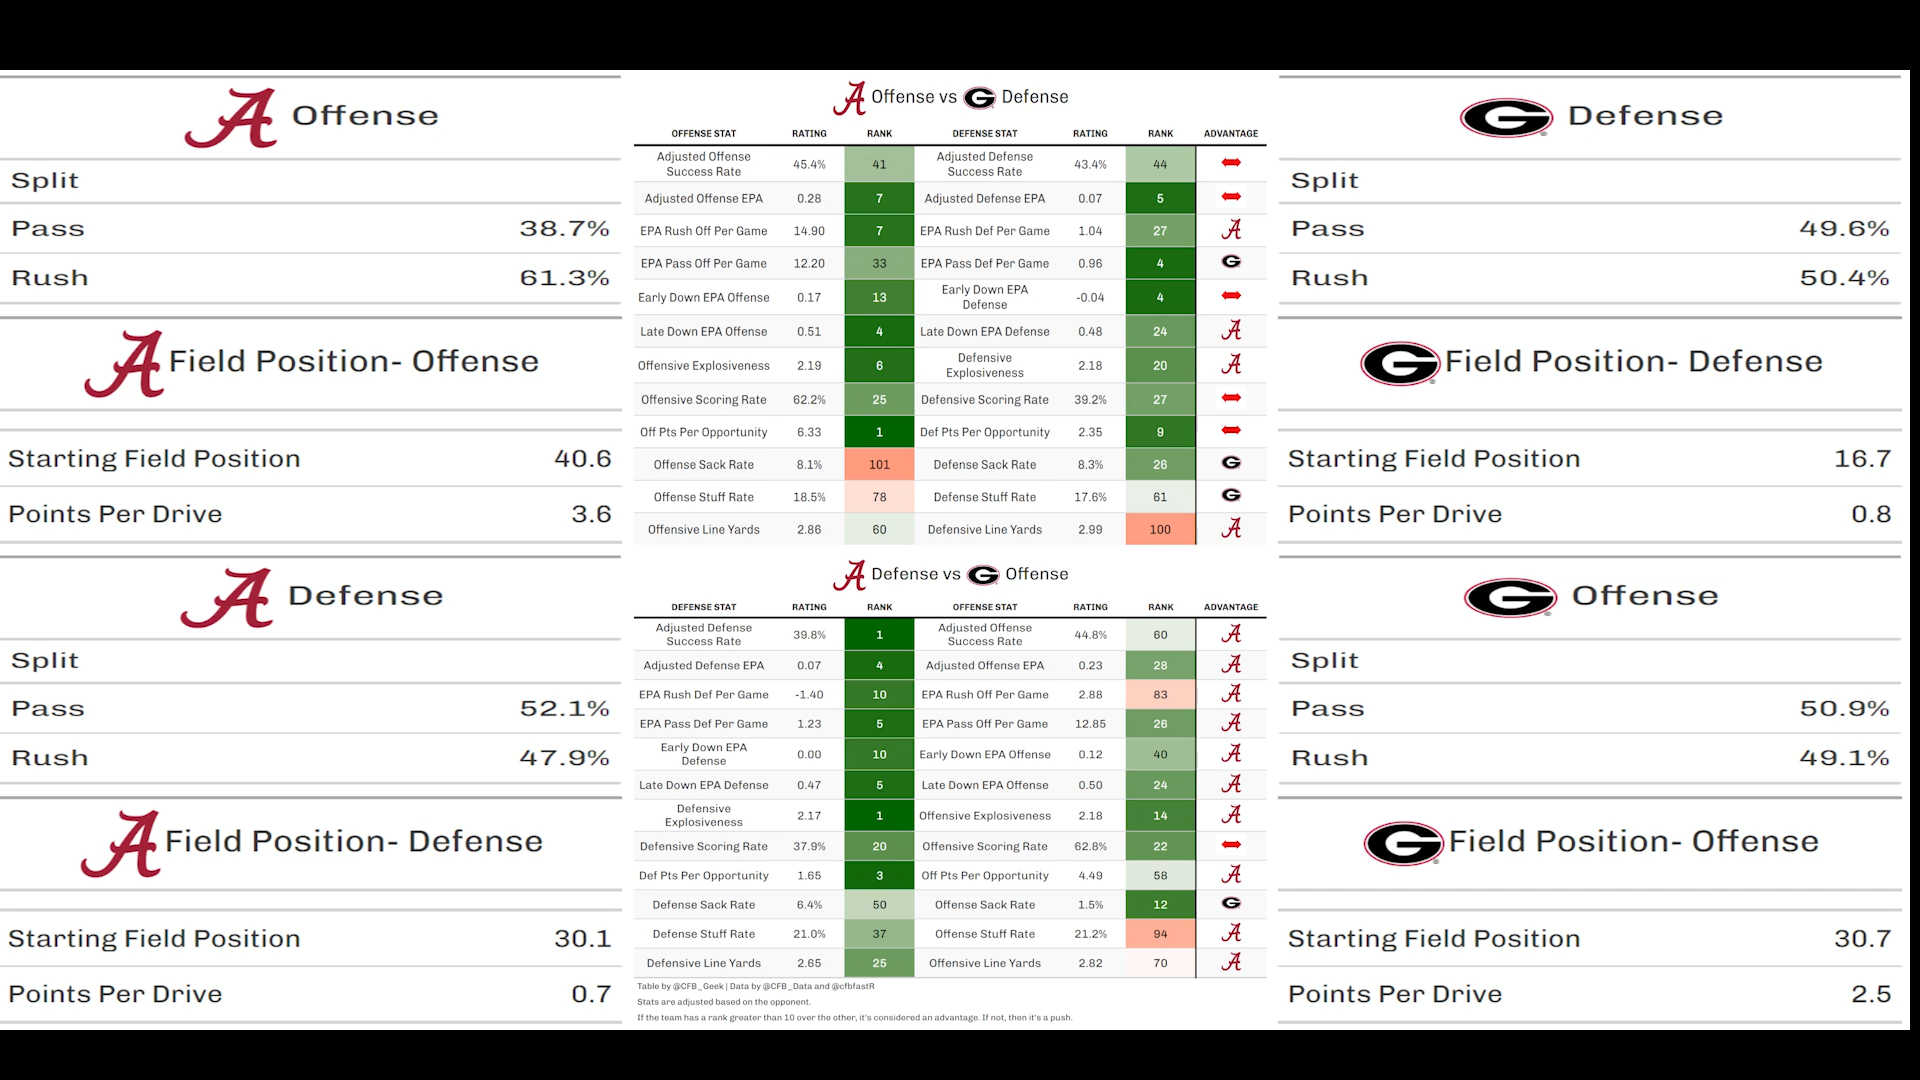 Offense
Split
Pass 38.7%
Rush 61.3%
Field Position- Offense
Starting Field Position 40.6
Points Per Drive 3.6
Defense
Split
Pass 52.1%
Rush 47.9%
Field Position- Defense
Starting Field Position 30.1
Points Per Drive 0.7
A Offense vs G Defense
OFFENSE STAT RATING RANK DEFENSE STAT RATING RANK ADVANTAGE
Adjusted Offense Success Rate 45.4% 41 Adjusted Defense Success Rate 43.4% 44
Adjusted Offense EPA 0.28 7 Adjusted Defense EPA 0.07 5
EPA Rush Off Per Game 14.90 7 EPA Rush Def Per Game 1.04 27 A
EPA Pass Off Per Game 12.20 33 EPA Pass Def Per Game 0.96 4 G
Early Down EPA Offense 0.17 13 Early Down EPA Defense -0.04 4
Late Down EPA Offense 0.51 4 Late Down EPA Defense 0.48 24 A
Offensive Explosiveness 2.19 6 Defensive Explosiveness 2.18 20 A
Offensive Scoring Rate 62.2% 25 Defensive Scoring Rate 39.2% 27
Off Pts Per Opportunity 6.33 1 Def Pts Per Opportunity 2.35 9
Offense Sack Rate 8.1% 101 Defense Sack Rate 8.3% 26 G
Offense Stuff Rate 18.5% 78 Defense Stuff Rate 17.6% 61 G
Offensive Line Yards 2.86 60 Defensive Line Yards 2.99 100 A
A Defense vs G Offense
DEFENSE STAT RATING RANK OFFENSE STAT RATING RANK ADVANTAGE
Adjusted Defense Success Rate 39.8% 1 Adjusted Offense Success Rate 44.8% 60 A
Adjusted Defense EPA 0.07 4 Adjusted Offense EPA 0.23 28 A
EPA Rush Def Per Game -1.40 10 EPA Rush Off Per Game 2.88 83 A
EPA Pass Def Per Game 1.23 5 EPA Pass Off Per Game 12.85 26 A
Early Down EPA Defense 0.00 10 Early Down EPA Offense 0.12 40 A
Late Down EPA Defense 0.47 5 Late Down EPA Offense 0.50 24 A
Defensive Explosiveness 2.17 1 Offensive Explosiveness 2.18 14 A
Defensive Scoring Rate 37.9% 20 Offensive Scoring Rate 62.8% 22
Def Pts Per Opportunity 1.65 3 Off Pts Per Opportunity 4.49 58 A
Defense Sack Rate 6.4% 50 Offense Sack Rate 1.5% 12 G
Defense Stuff Rate 21.0% 37 Offense Stuff Rate 21.2% 94 A
Defensive Line Yards 2.65 25 Offensive Line Yards 2.82 70 A
Table by @CFB_Geek | Data by @CFB_Data and @cfbfastR
Stats are adjusted based on the opponent.
If the team has a rank greater than 10 over the other, it's considered an advantage. If not, then it's a push.
G Defense
Split
Pass 49.6%
Rush 50.4%
G Field Position- Defense
Starting Field Position 16.7
Points Per Drive 0.8
G Offense
Split
Pass 50.9%
Rush 49.1%
G Field Position- Offense
Starting Field Position 30.7
Points Per Drive 2.5